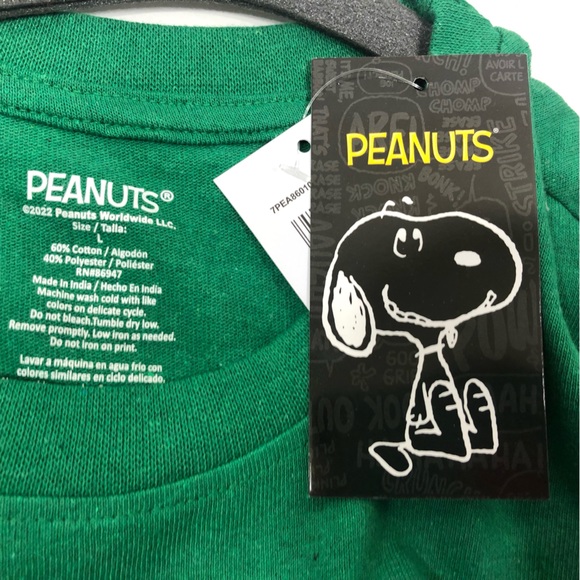 PEANUTS®
©2022 Peanuts Worldwide LLC.
Size / Talla:
L
60% Cotton / Algodón
40% Polyester / Poliéster
RN#86947
Made In India / Hecho En India
Machine wash cold with like
colors on delicate cycle.
Do not bleach.Tumble dry low.
Remove promptly. Low iron as needed.
Do not iron on print.
Lavar a máquina en agua frío con
colores similares en ciclo delicado.
7PEA86010
PEANUTS
AVOIR L
CARTE
CHOMP
CHOMP
STRIKE
KNOCK
BONK!